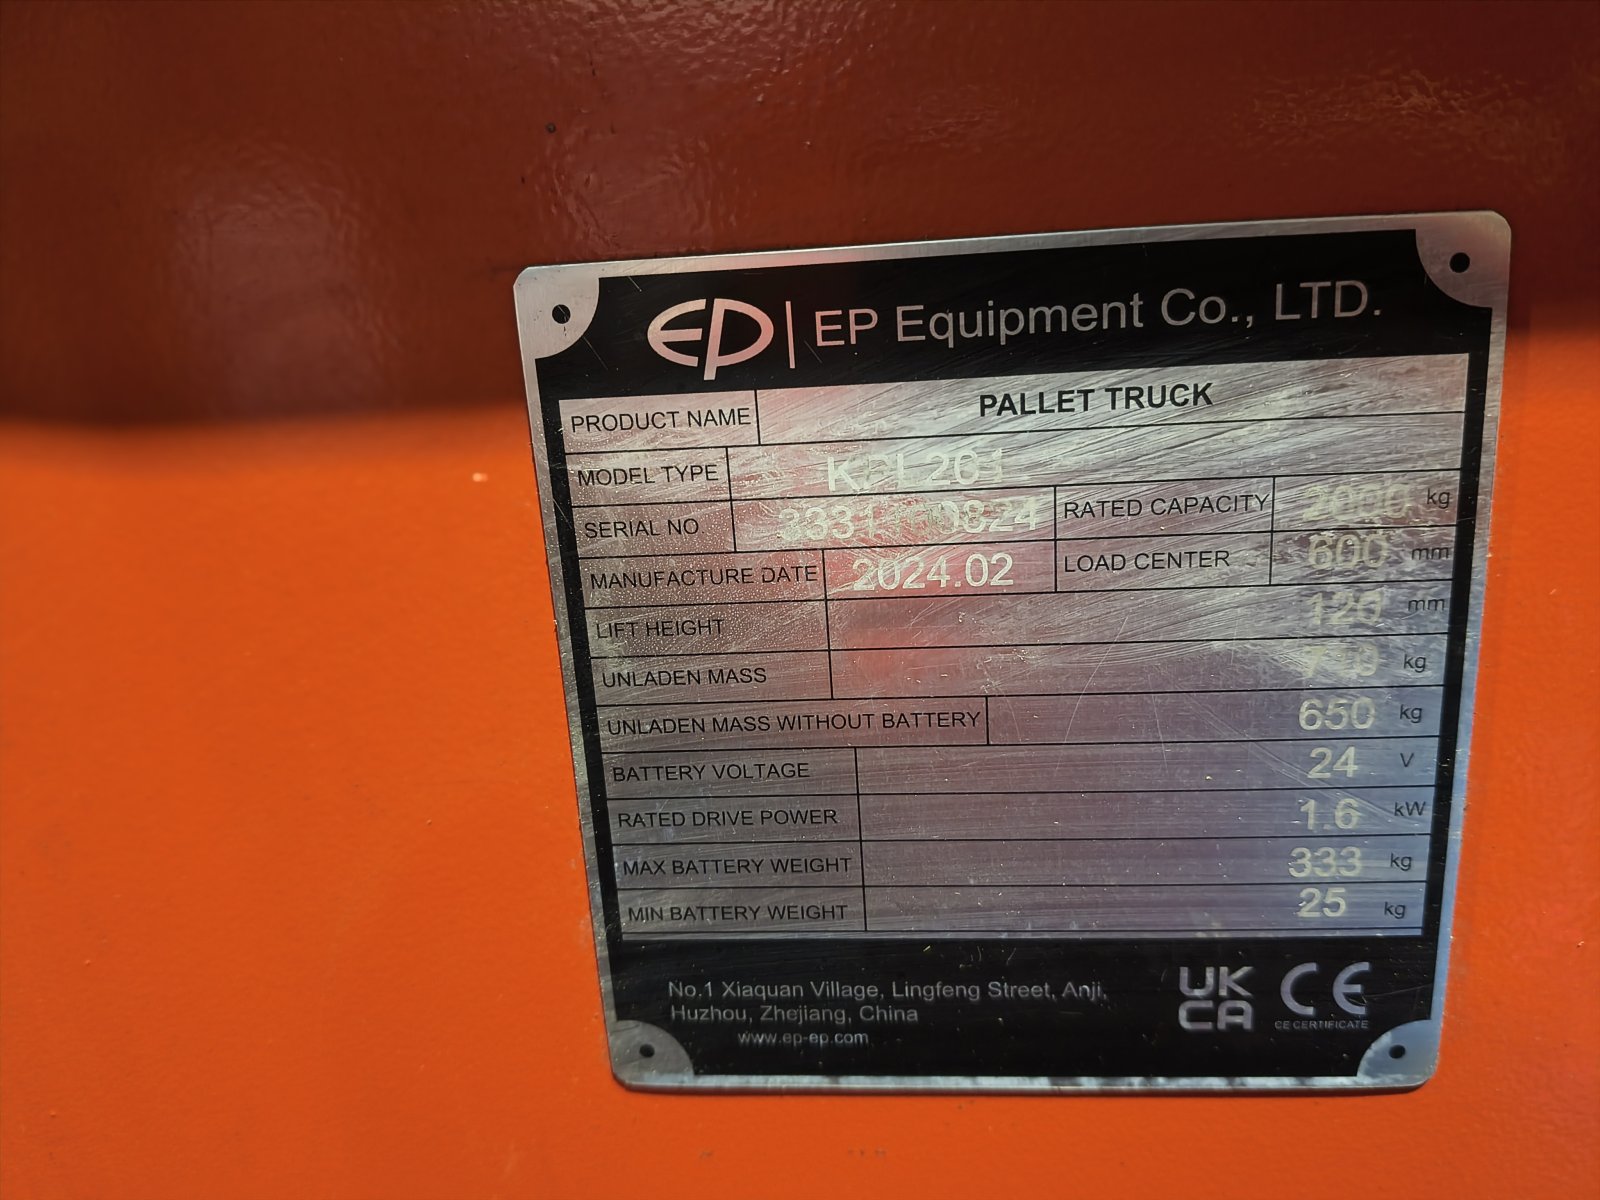 EP | EP Equipment Co., LTD.
PRODUCT NAME PALLET TRUCK
MODEL TYPE
SERIAL NO RATED CAPACITY 2000 kg
MANUFACTURE DATE 2024.02 LOAD CENTER 600 mm
LIFT HEIGHT 120 mm
UNLADEN MASS kg
UNLADEN MASS WITHOUT BATTERY 650 kg
BATTERY VOLTAGE 24 V
RATED DRIVE POWER 1.6 kW
MAX BATTERY WEIGHT 333 kg
MIN BATTERY WEIGHT 25 kg
No.1 Xiaquan Village, Lingfeng Street, Anji,
Huzhou, Zhejiang, China
www.ep-ep.com
UK
CA
CE
CE CERTIFICATE